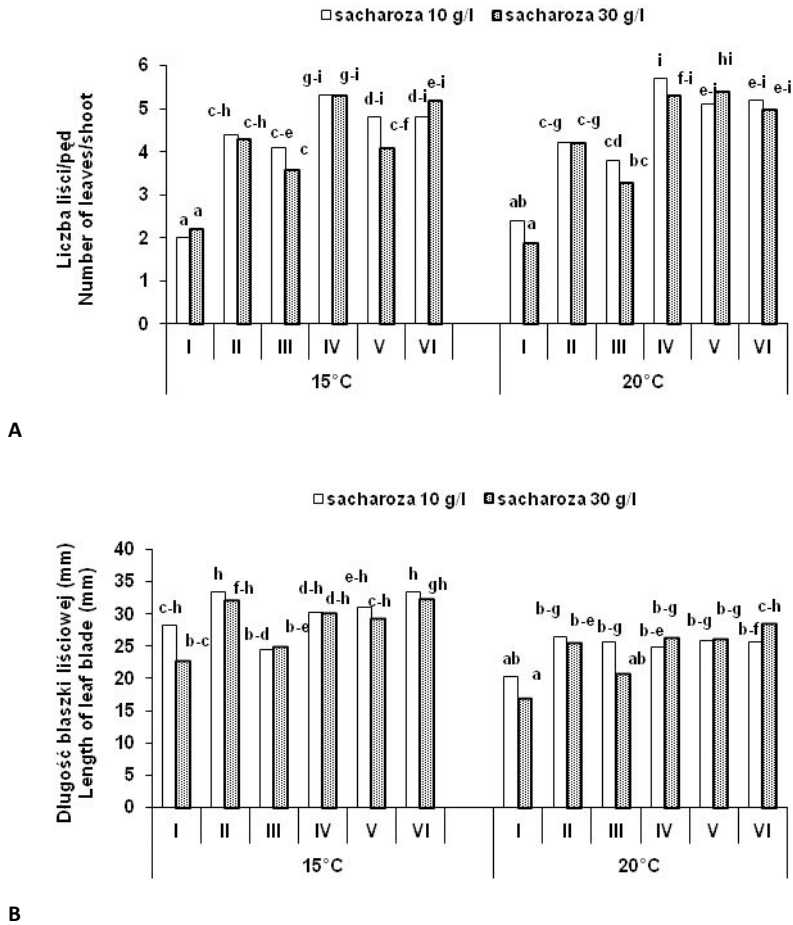 sacharoza 10 g/l sacharoza 30 g/l
Liczba liści/pęd
Number of leaves/shoot
6
5
4
3
2
1
0
a a c-h c-h c-e c g-i g-i d-i c-f d-i e-i
ab a c-g c-g cd bc i f-i e-i hi e-i e-i
I II III IV V VI I II III IV V VI
15°C 20°C
A
sacharoza 10 g/l sacharoza 30 g/l
Długość blaszki liściowej (mm)
Length of leaf blade (mm)
40
35
30
25
20
15
10
5
0
c-h b-c h f-h b-d b-e d-h d-h e-h c-h h gh
ab a b-g b-e b-g ab b-e b-g b-g b-g b-f c-h
I II III IV V VI I II III IV V VI
15°C 20°C
B